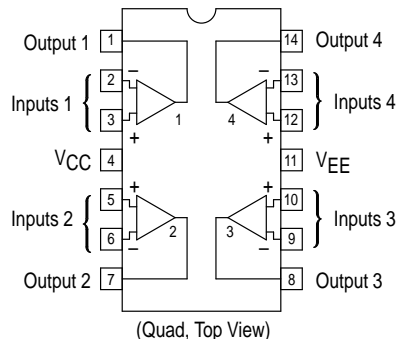 Output 1 1 14 Output 4
2 − − 13
Inputs 1 { 1 4 } Inputs 4
3 + + 12
VCC 4 11 VEE
5 + + 10
Inputs 2 { 2 3 } Inputs 3
6 − − 9
Output 2 7 8 Output 3
(Quad, Top View)